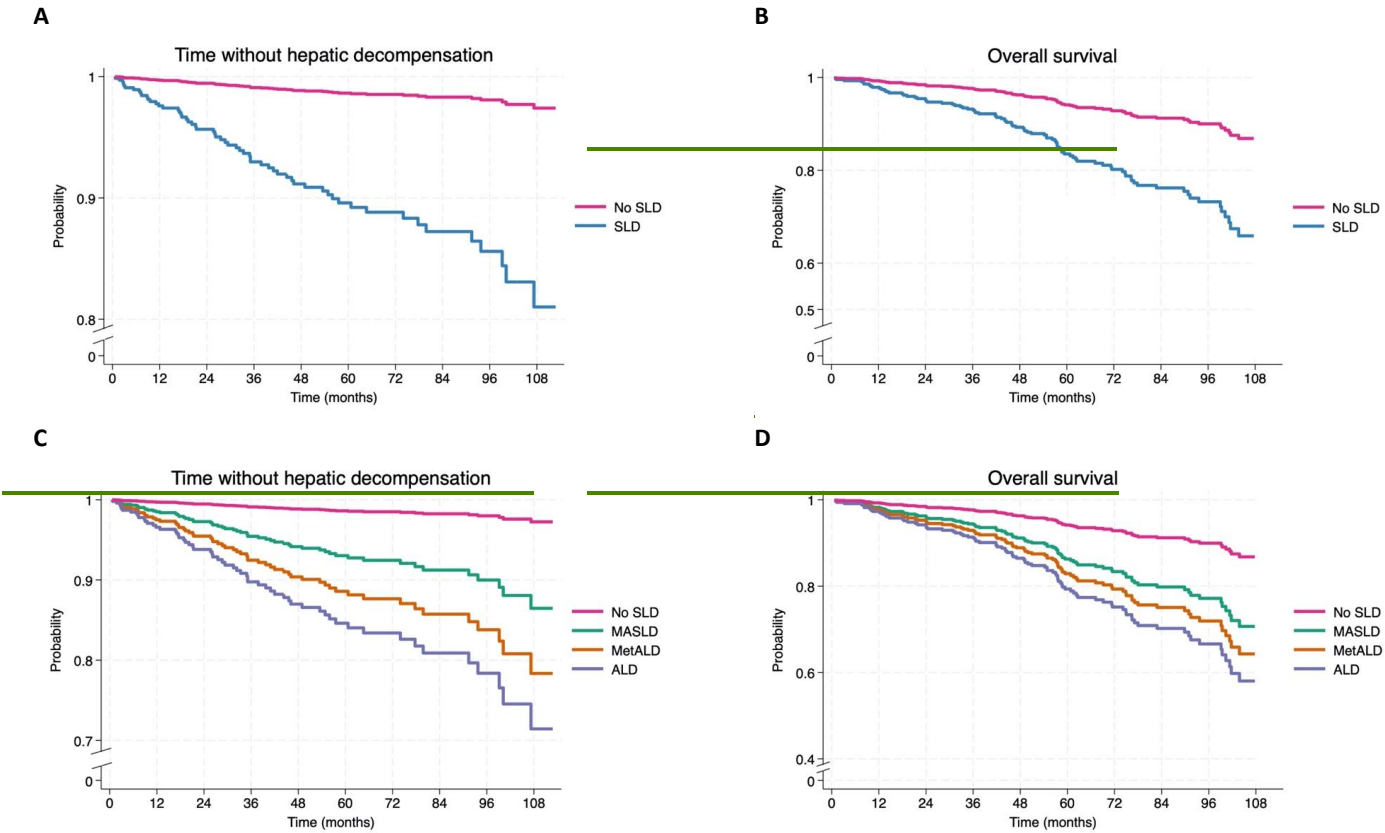 A
Time without hepatic decompensation
1
0.9
0.8
0
Probability
0 12 24 36 48 60 72 84 96 108
Time (months)
No SLD
SLD
B
Overall survival
1
0.8
0.6
0.5
0
Probability
0 12 24 36 48 60 72 84 96 108
Time (months)
No SLD
SLD
C
Time without hepatic decompensation
1
0.9
0.8
0.7
0
Probability
0 12 24 36 48 60 72 84 96 108
Time (months)
No SLD
MASLD
MetALD
ALD
D
Overall survival
1
0.8
0.6
0.4
0
Probability
0 12 24 36 48 60 72 84 96 108
Time (months)
No SLD
MASLD
MetALD
ALD